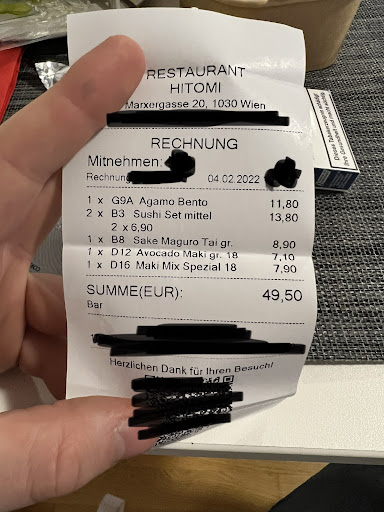 RESTAURANT
HITOMI
Marxergasse 20, 1030 Wien
RECHNUNG
Mitnehmen:
Rechnung 04.02.2022
1 x G9A Agamo Bento 11,80
2 x B3 Sushi Set mittel 13,80
2 x 6,90
1 x B8 Sake Maguro Tai gr. 8,90
1 x D12 Avocado Maki gr. 18 7,10
1 x D16 Maki Mix Spezial 18 7,90
SUMME(EUR): 49,50
Bar
Herzlichen Dank für Ihren Besuch!